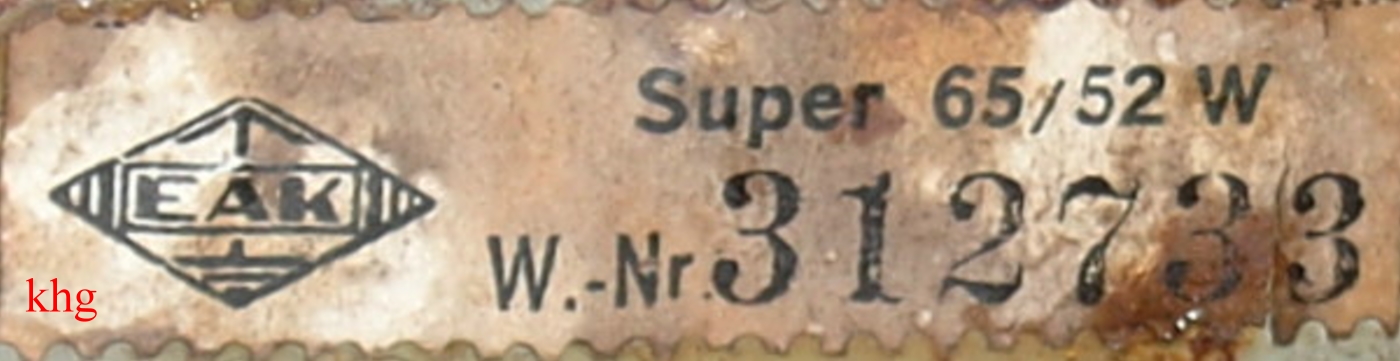 Super 65/52 W
EAK
W.-Nr. 312733
khg